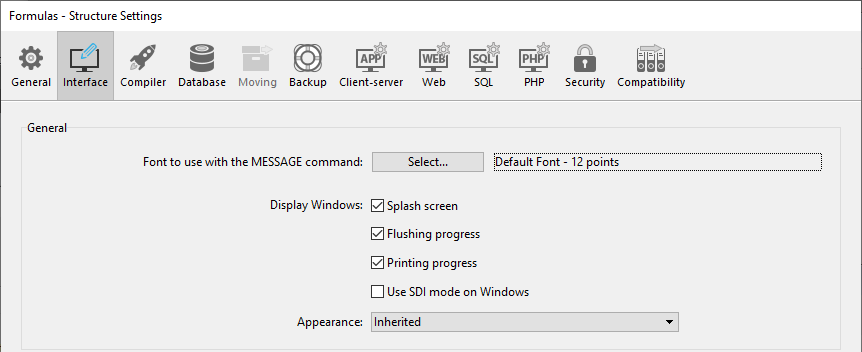 Formulas - Structure Settings
APP WEB SQL PHP
General Interface Compiler Database Moving Backup Client-server Web SQL PHP Security Compatibility
General
Font to use with the MESSAGE command: Select... Default Font - 12 points
Display Windows: Splash screen
Flushing progress
Printing progress
Use SDI mode on Windows
Appearance: Inherited